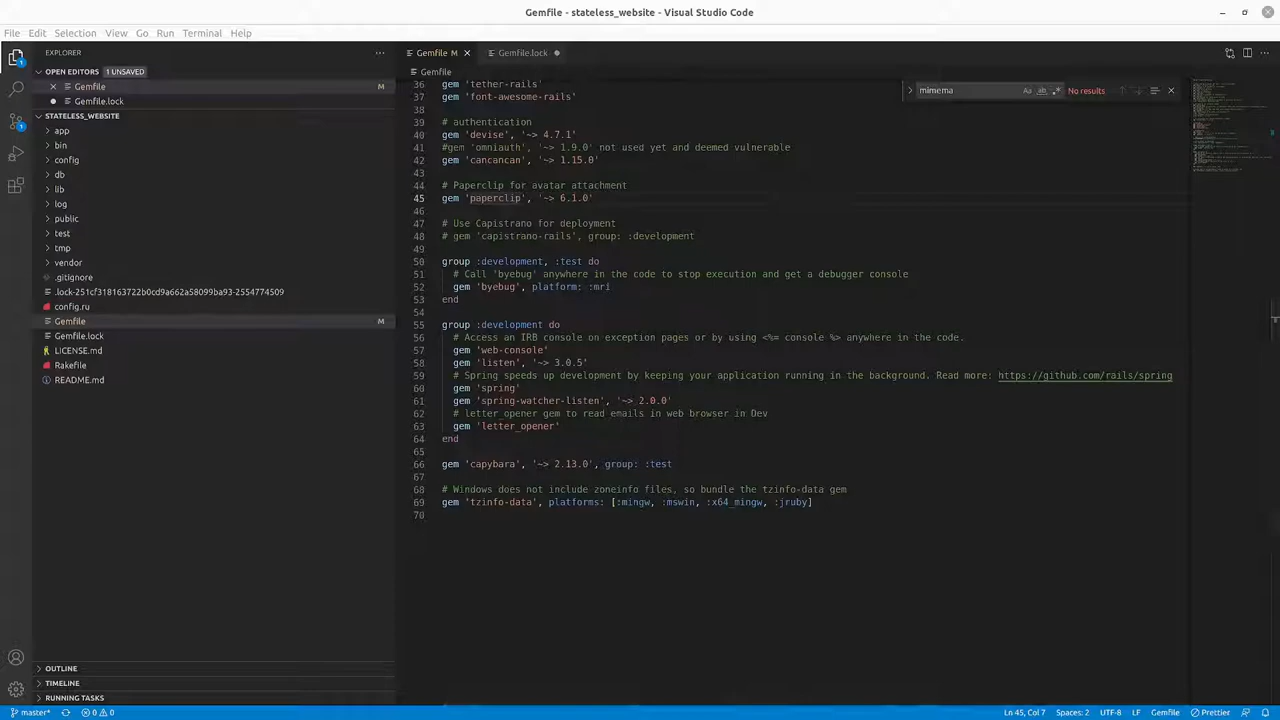 Gemfile - stateless_website - Visual Studio Code
File Edit Selection View Go Run Terminal Help
EXPLORER
OPEN EDITORS 1 UNSAVED
Gemfile M
Gemfile.lock
STATELESS_WEBSITE
app
bin
config
db
lib
log
public
test
tmp
vendor
.gitignore
.lock-251cf318163722b0cd9a662a58099ba93-2554774509
config.ru
Gemfile M
Gemfile.lock
LICENSE.md
Rakefile
README.md
OUTLINE
TIMELINE
RUNNING TASKS
Gemfile M
Gemfile.lock
Gemfile
mimema Aa ab .* No results
36 gem 'tether-rails'
37 gem 'font-awesome-rails'
38
39 # authentication
40 gem 'devise', '~> 4.7.1'
41 #gem 'omniauth', '~> 1.9.0' not used yet and deemed vulnerable
42 gem 'cancancan', '~> 1.15.0'
43
44 # Paperclip for avatar attachment
45 gem 'paperclip', '~> 6.1.0'
46
47 # Use Capistrano for deployment
48 # gem 'capistrano-rails', group: :development
49
50 group :development, :test do
51 # Call 'byebug' anywhere in the code to stop execution and get a debugger console
52 gem 'byebug', platform: :mri
53 end
54
55 group :development do
56 # Access an IRB console on exception pages or by using <%= console %> anywhere in the code.
57 gem 'web-console'
58 gem 'listen', '~> 3.0.5'
59 # Spring speeds up development by keeping your application running in the background. Read more: https://github.com/rails/spring
60 gem 'spring'
61 gem 'spring-watcher-listen', '~> 2.0.0'
62 # letter_opener gem to read emails in web browser in Dev
63 gem 'letter_opener'
64 end
65
66 gem 'capybara', '~> 2.13.0', group: :test
67
68 # Windows does not include zoneinfo files, so bundle the tzinfo-data gem
69 gem 'tzinfo-data', platforms: [:mingw, :mswin, :x64_mingw, :jruby]
70
master* 0 0 Ln 45, Col 7 Spaces: 2 UTF-8 LF Gemfile Prettier